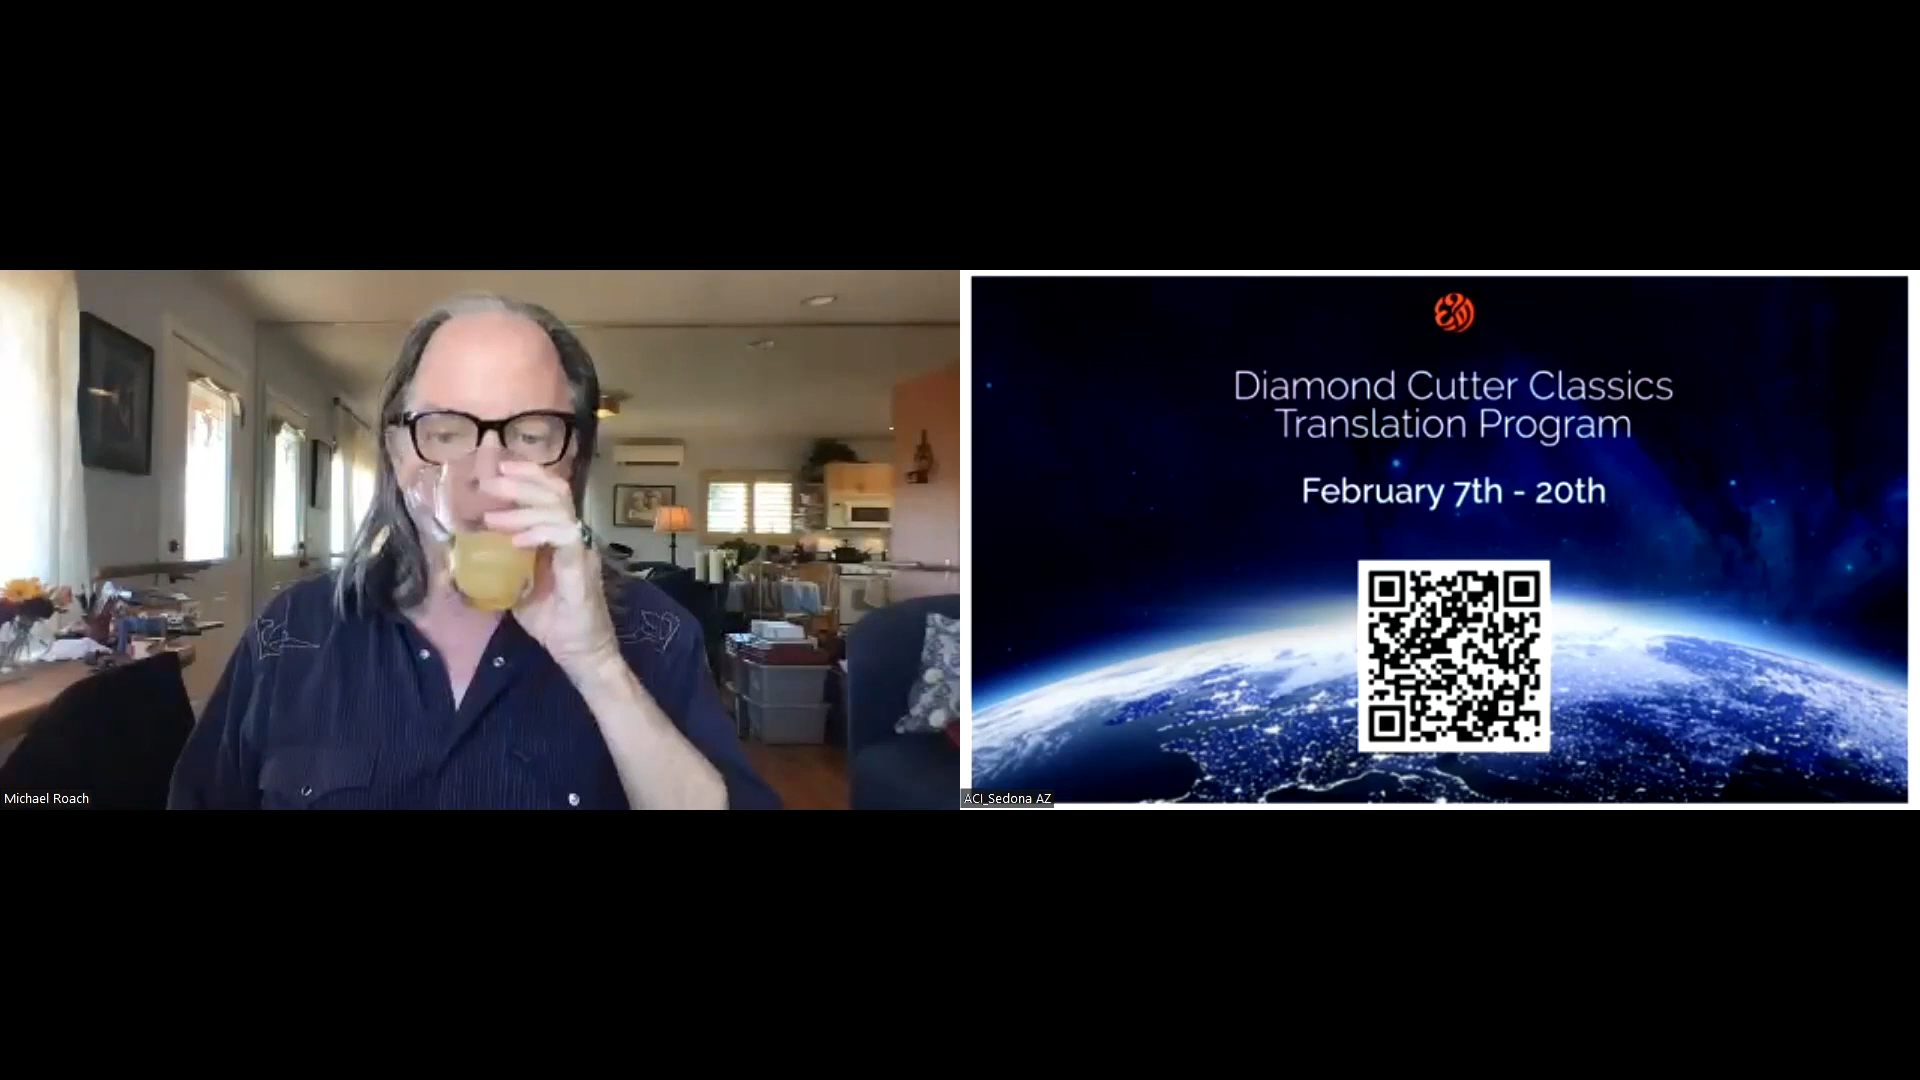 Michael Roach
Diamond Cutter Classics
Translation Program
February 7th - 20th
ACI_Sedona AZ